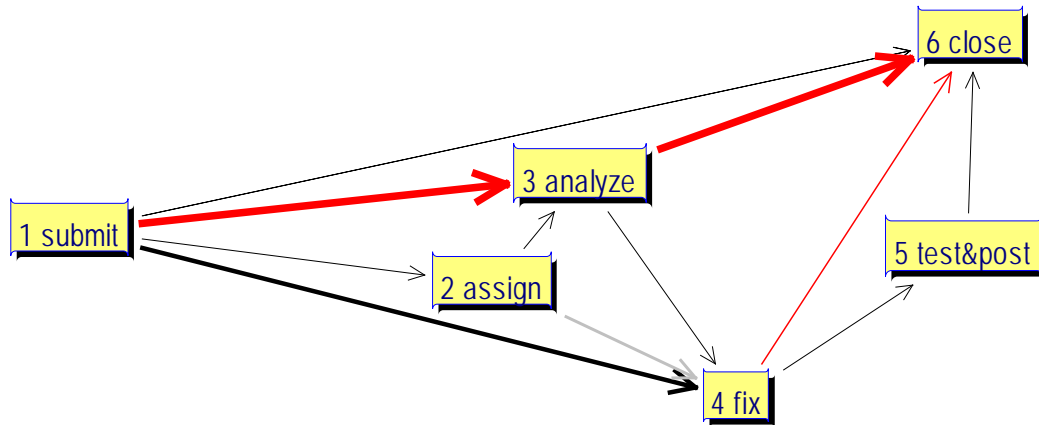 6 close
3 analyze
1 submit
5 test&post
2 assign
4 fix